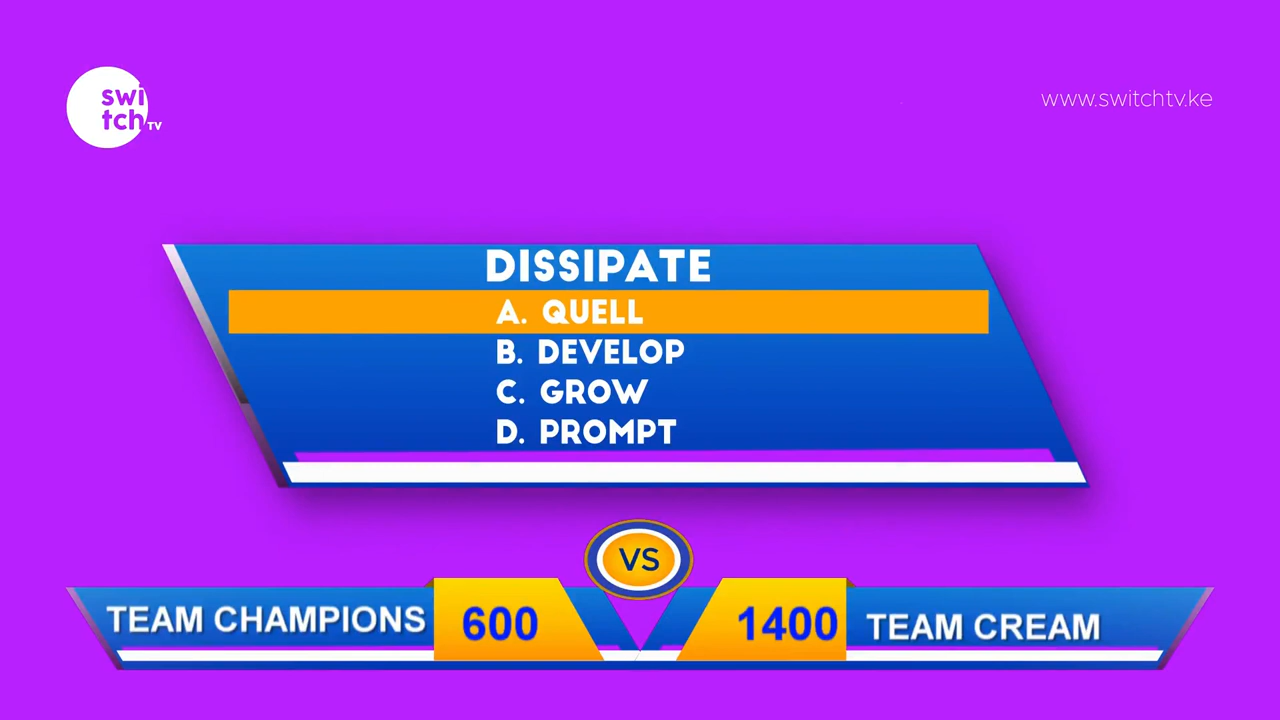 swi
tch TV
www.switchtv.ke
DISSIPATE
A. QUELL
B. DEVELOP
C. GROW
D. PROMPT
VS
TEAM CHAMPIONS 600 1400 TEAM CREAM